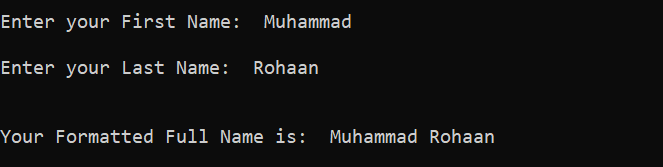 Enter your First Name:  Muhammad
Enter your Last Name:  Rohaan
Your Formatted Full Name is:  Muhammad Rohaan